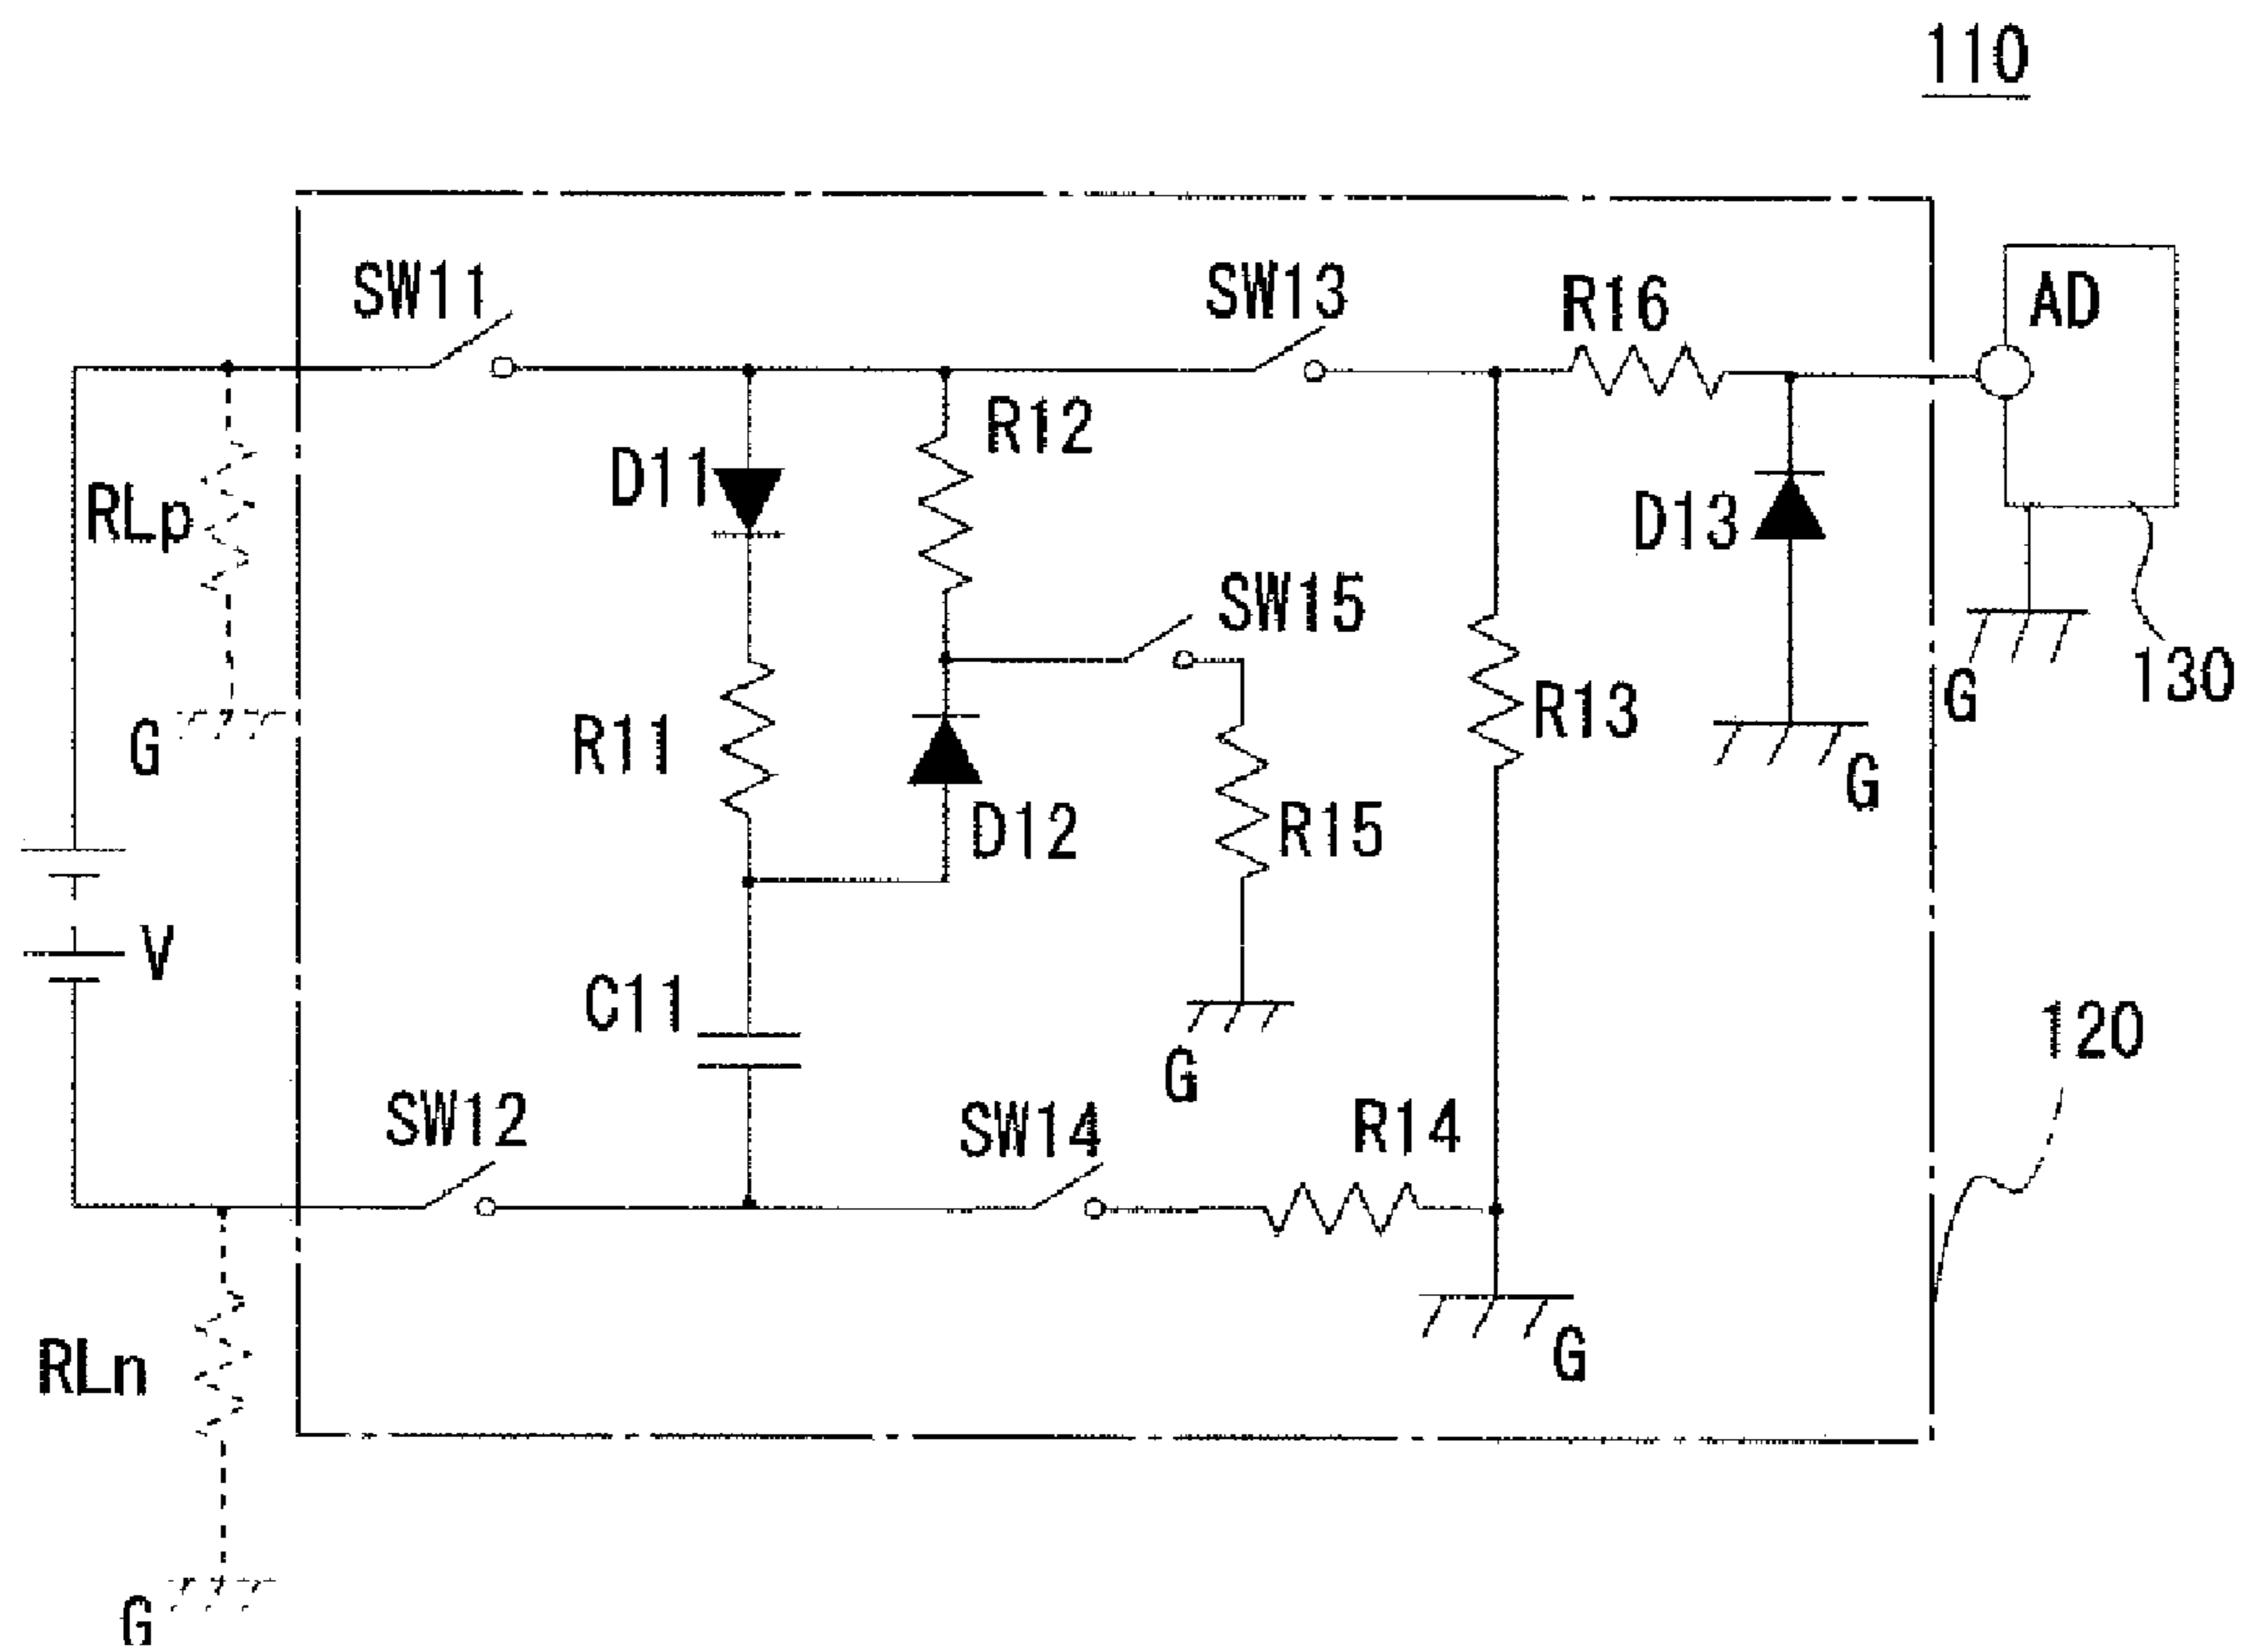 110
SW11
SW13
R16
AD
R12
D11
RLp
D13
SW15
130
G
R13
G
R11
G
D12
R15
V
C11
120
G
SW12
SW14
R14
RLn
G
G